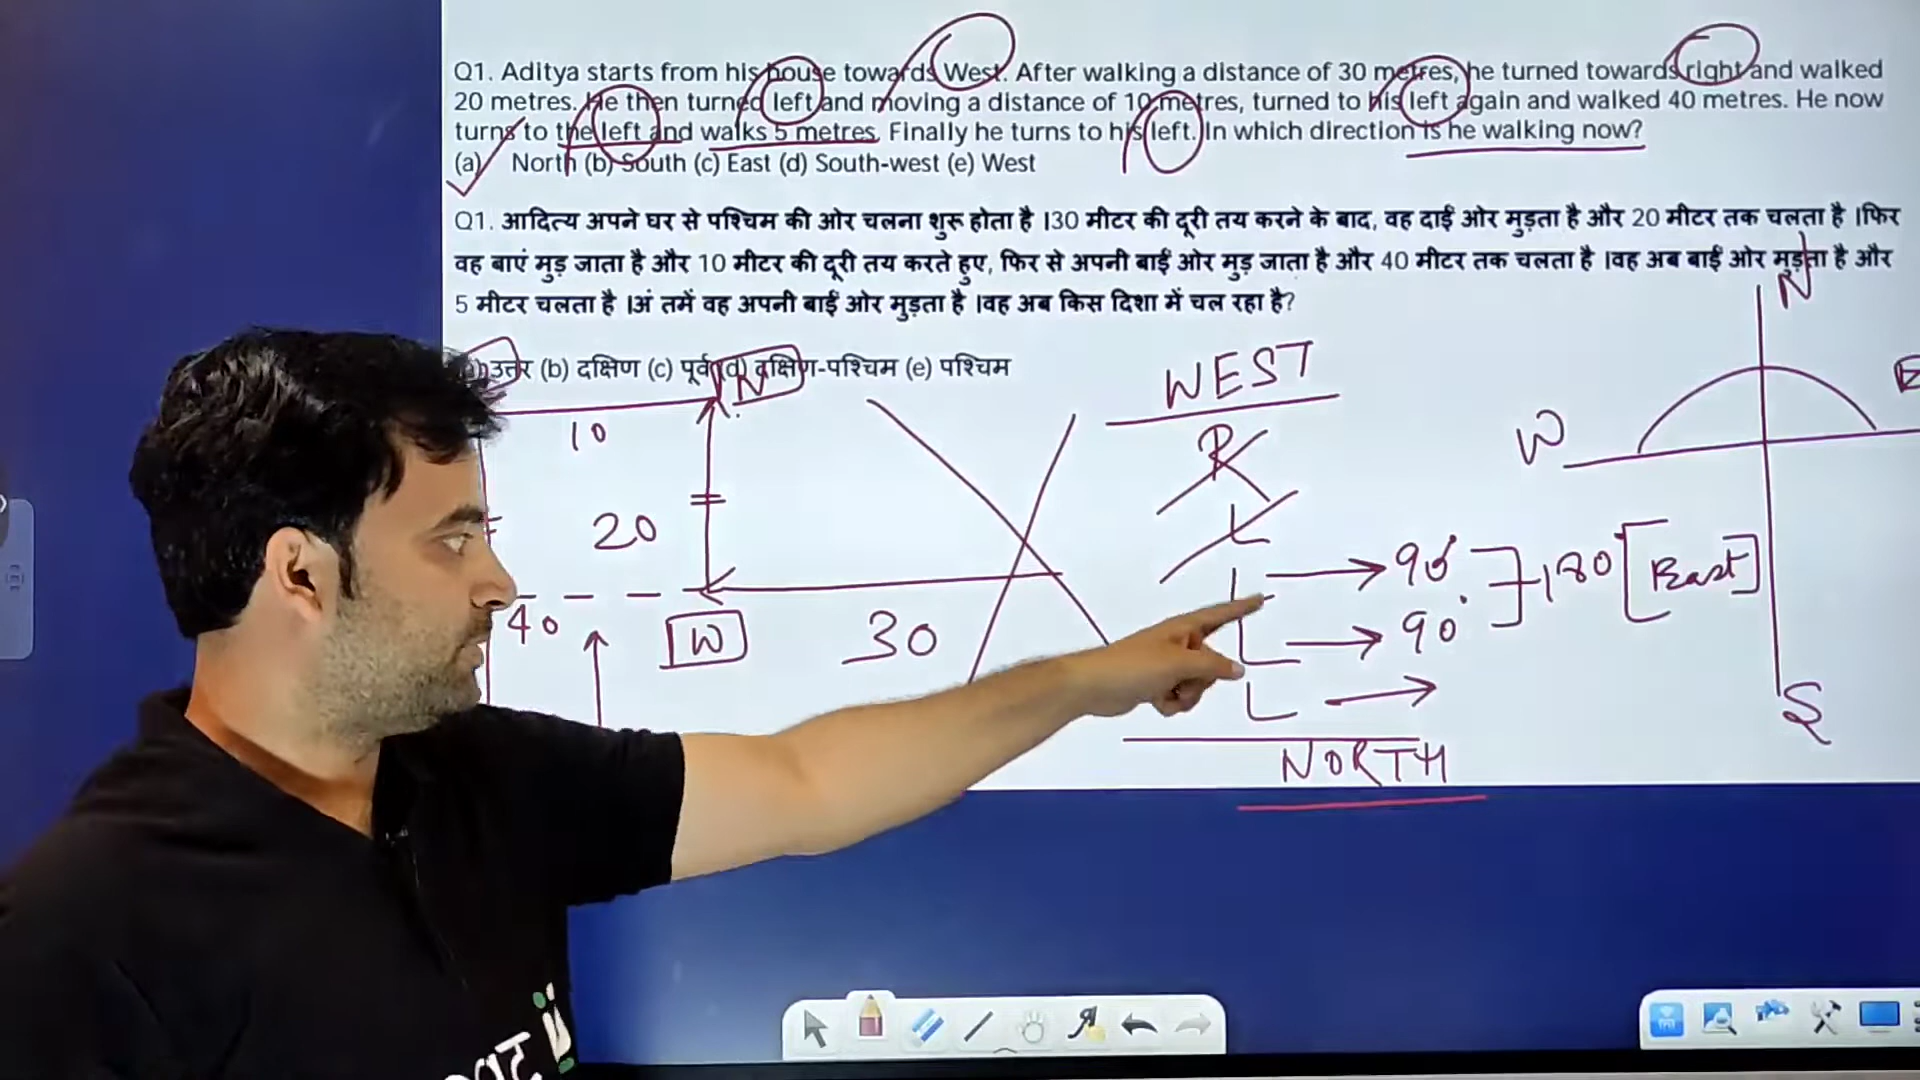 Q1. Aditya starts from his house towards West. After walking a distance of 30 metres, he turned towards right and walked
20 metres. He then turned left and moving a distance of 10 metres, turned to his left again and walked 40 metres. He now
turns to the left and walks 5 metres. Finally he turns to his left. In which direction is he walking now?
(a) North (b) South (c) East (d) South-west (e) West
Q1. आदित्य अपने घर से पश्चिम की ओर चलना शुरू होता है ।30 मीटर की दूरी तय करने के बाद, वह दाईं ओर मुड़ता है और 20 मीटर तक चलता है ।फिर
वह बाएं मुड़ जाता है और 10 मीटर की दूरी तय करते हुए, फिर से अपनी बाईं ओर मुड़ जाता है और 40 मीटर तक चलता है ।वह अब बाईं ओर मुड़ता है और
5 मीटर चलता है ।अं तमें वह अपनी बाईं ओर मुड़ता है ।वह अब किस दिशा में चल रहा है?
उत्तर (b) दक्षिण (c) पूर्व (d) दक्षिण-पश्चिम (e) पश्चिम
N
10
20
40
W
30
WEST
R
L
L → 90° 180 [East]
L → 90°
L →
NORTH
N
W
E
S